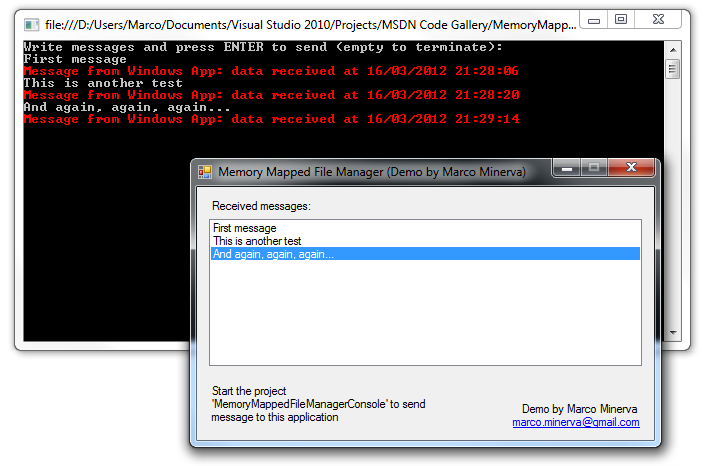 file:///D:/Users/Marco/Documents/Visual Studio 2010/Projects/MSDN Code Gallery/MemoryMapp...
Write messages and press ENTER to send (empty to terminate):
First message
Message from Windows App: data received at 16/03/2012 21:28:06
This is another test
Message from Windows App: data received at 16/03/2012 21:28:20
And again, again, again...
Message from Windows App: data received at 16/03/2012 21:29:14
Memory Mapped File Manager (Demo by Marco Minerva)
Received messages:
First message
This is another test
And again, again, again...
Start the project
'MemoryMappedFileManagerConsole' to send
message to this application
Demo by Marco Minerva
marco.minerva@gmail.com